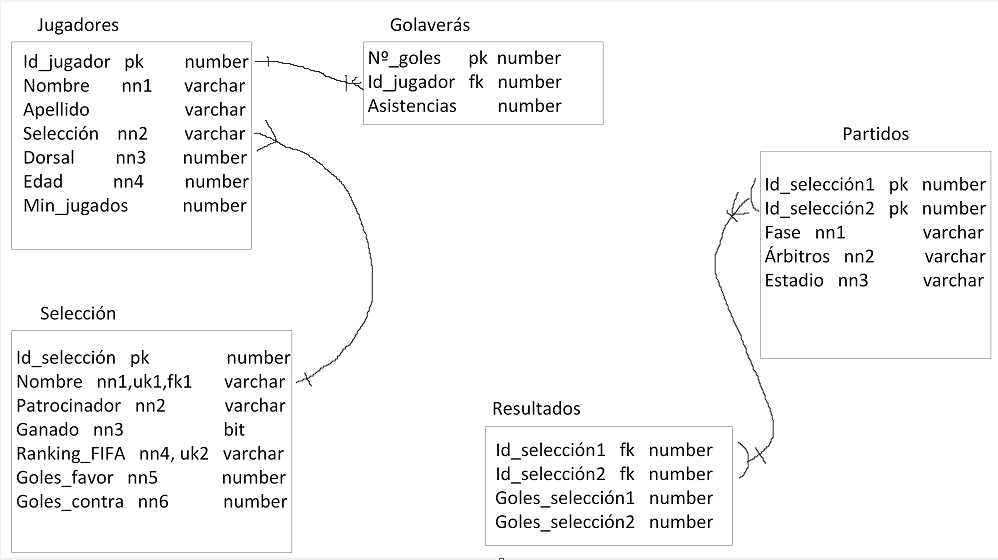 Jugadores
Id_jugador pk number
Nombre nn1 varchar
Apellido varchar
Selección nn2 varchar
Dorsal nn3 number
Edad nn4 number
Min_jugados number
Golaverás
Nº_goles pk number
Id_jugador fk number
Asistencias number
Partidos
Id_selección1 pk number
Id_selección2 pk number
Fase nn1 varchar
Árbitros nn2 varchar
Estadio nn3 varchar
Selección
Id_selección pk number
Nombre nn1,uk1,fk1 varchar
Patrocinador nn2 varchar
Ganado nn3 bit
Ranking_FIFA nn4, uk2 varchar
Goles_favor nn5 number
Goles_contra nn6 number
Resultados
Id_selección1 fk number
Id_selección2 fk number
Goles_selección1 number
Goles_selección2 number